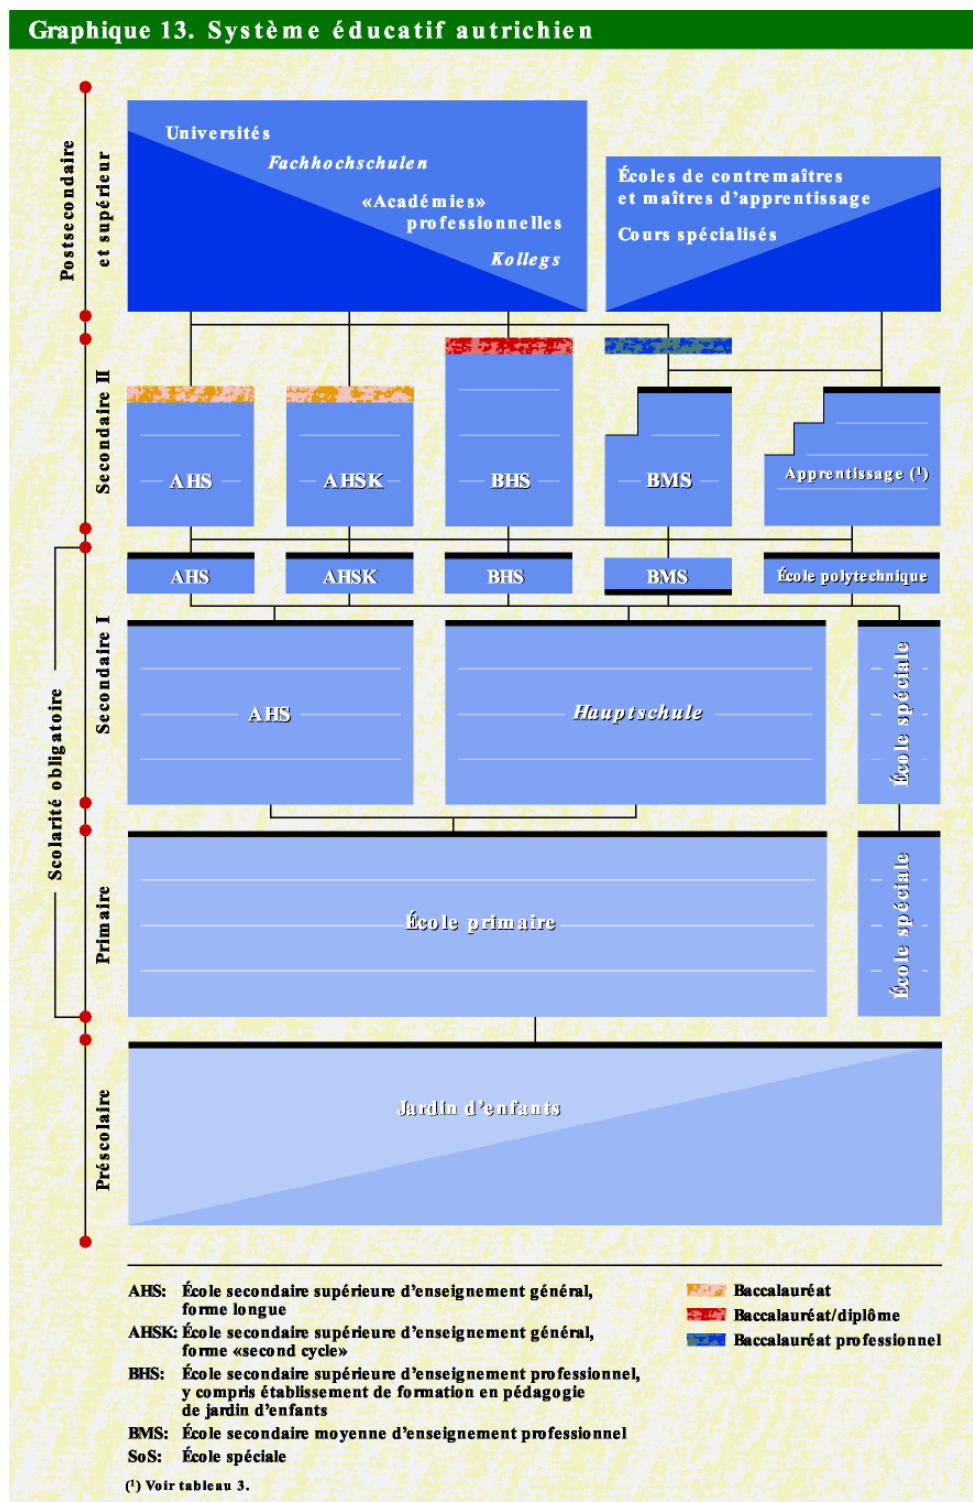 Graphique 13. Système éducatif autrichien
Postsecondaire
et supérieur
Universités
Fachhochschulen
«Académies»
professionnelles
Kollegs
Écoles de contremaîtres
et maîtres d'apprentissage
Cours spécialisés
Secondaire II
AHS
AHSK
BHS
BMS
Apprentissage (¹)
AHS
AHSK
BHS
BMS
École polytechnique
Scolarité obligatoire
Secondaire I
AHS
Hauptschule
École spéciale
Primaire
École primaire
École spéciale
Préscolaire
Jardin d'enfants
AHS: École secondaire supérieure d'enseignement général,
forme longue
AHSK: École secondaire supérieure d'enseignement général,
forme «second cycle»
BHS: École secondaire supérieure d'enseignement professionnel,
y compris établissement de formation en pédagogie
de jardin d'enfants
BMS: École secondaire moyenne d'enseignement professionnel
SoS: École spéciale
(¹) Voir tableau 3.
Baccalauréat
Baccalauréat/diplôme
Baccalauréat professionnel